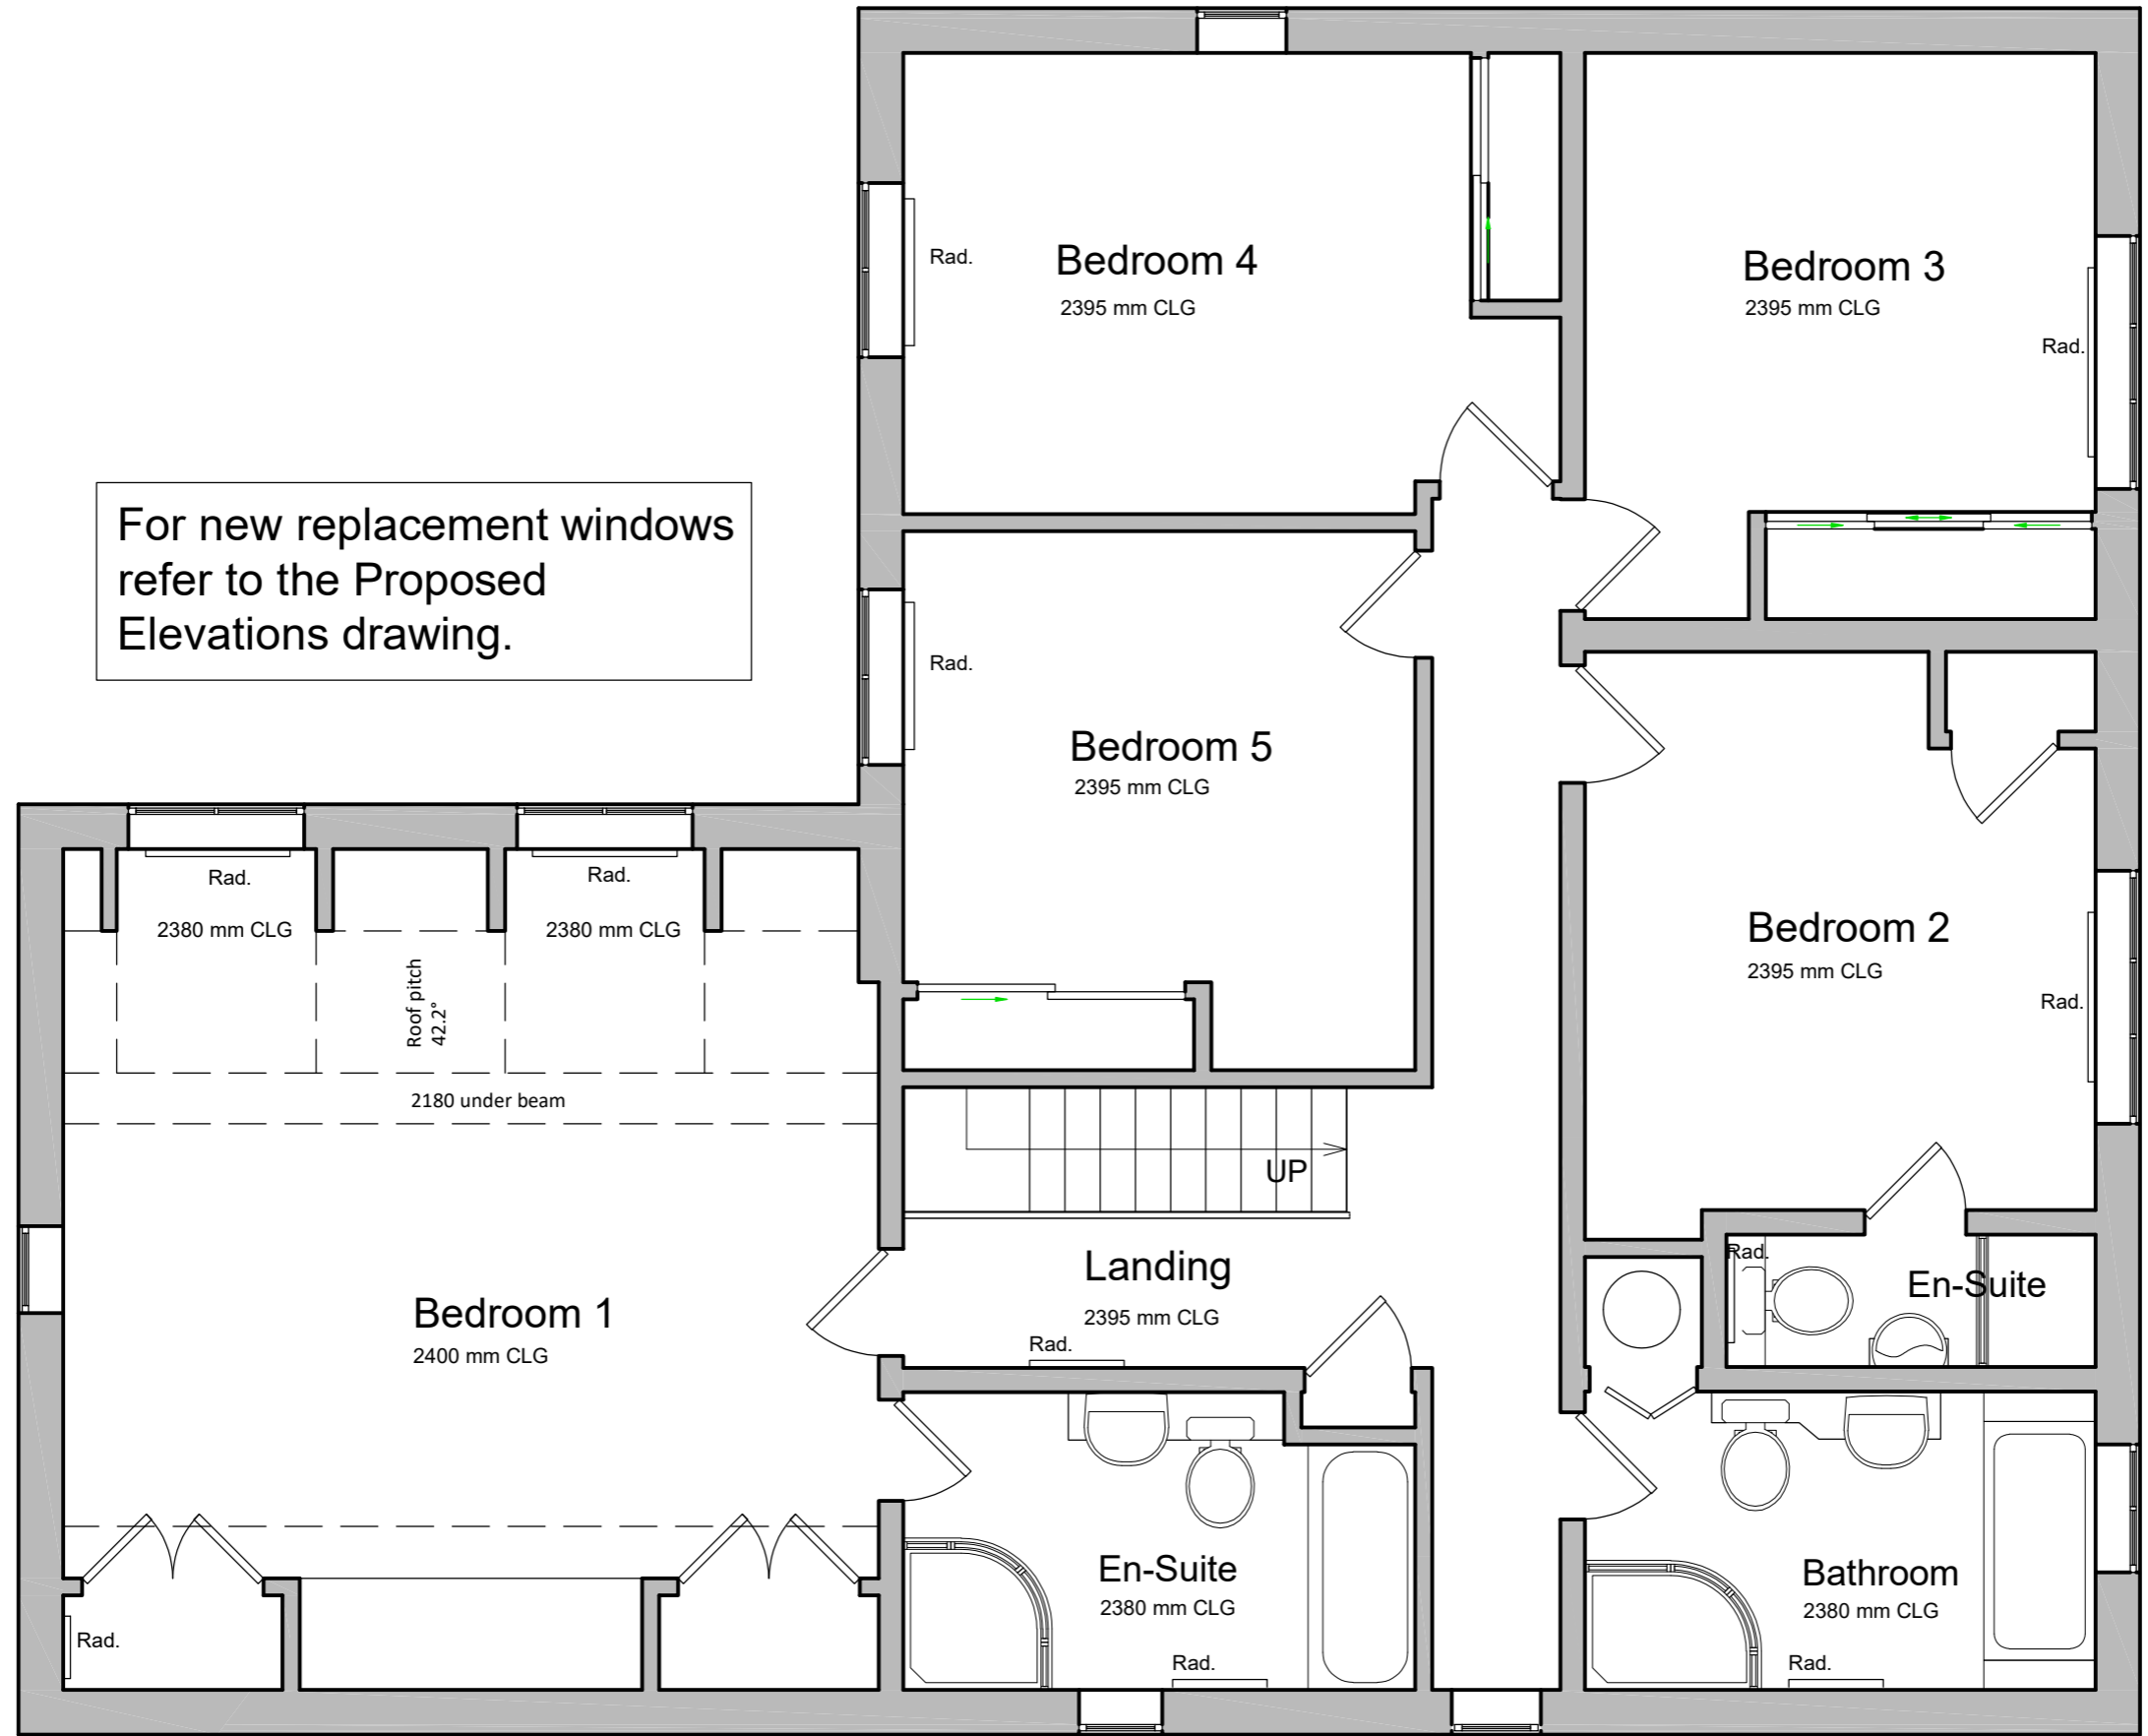 Bedroom 4
2395 mm CLG
Rad.
Bedroom 3
2395 mm CLG
Rad.
For new replacement windows
refer to the Proposed
Elevations drawing.
Rad.
Bedroom 5
2395 mm CLG
Rad.
2380 mm CLG
Rad.
2380 mm CLG
Roof pitch
42.2°
2180 under beam
Bedroom 2
2395 mm CLG
Rad.
UP
Landing
2395 mm CLG
Rad.
Bedroom 1
2400 mm CLG
Rad.
En-Suite
En-Suite
2380 mm CLG
Rad.
Bathroom
2380 mm CLG
Rad.
Rad.